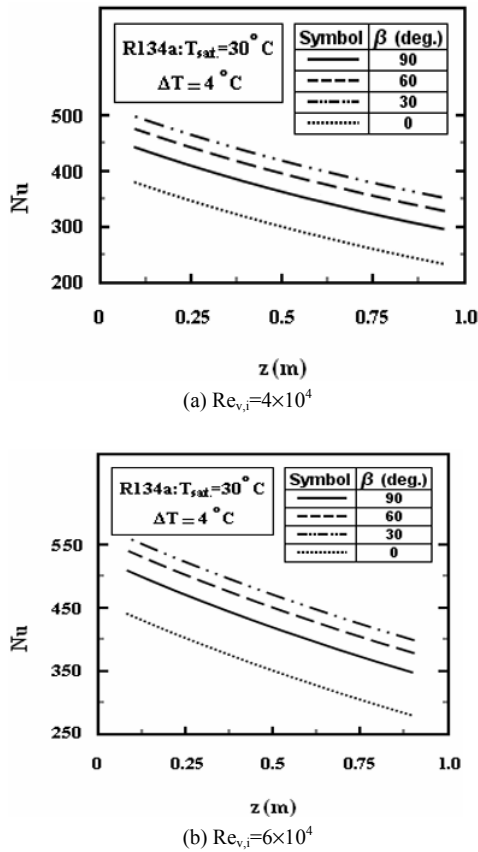 R134a: Tsat.=30°C
ΔT = 4 °C
Symbol β (deg.)
90
60
30
0
500
400
300
200
Nu
0 0.25 0.5 0.75 1.0
z (m)
(a) Rev,i=4×10⁴
R134a: Tsat.=30°C
ΔT = 4 °C
Symbol β (deg.)
90
60
30
0
550
450
350
250
Nu
0 0.25 0.5 0.75 1.0
z (m)
(b) Rev,i=6×10⁴